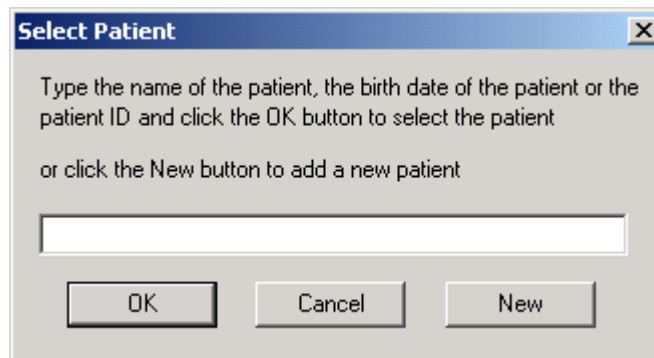 Select Patient
Type the name of the patient, the birth date of the patient or the
patient ID and click the OK button to select the patient
or click the New button to add a new patient
OK Cancel New